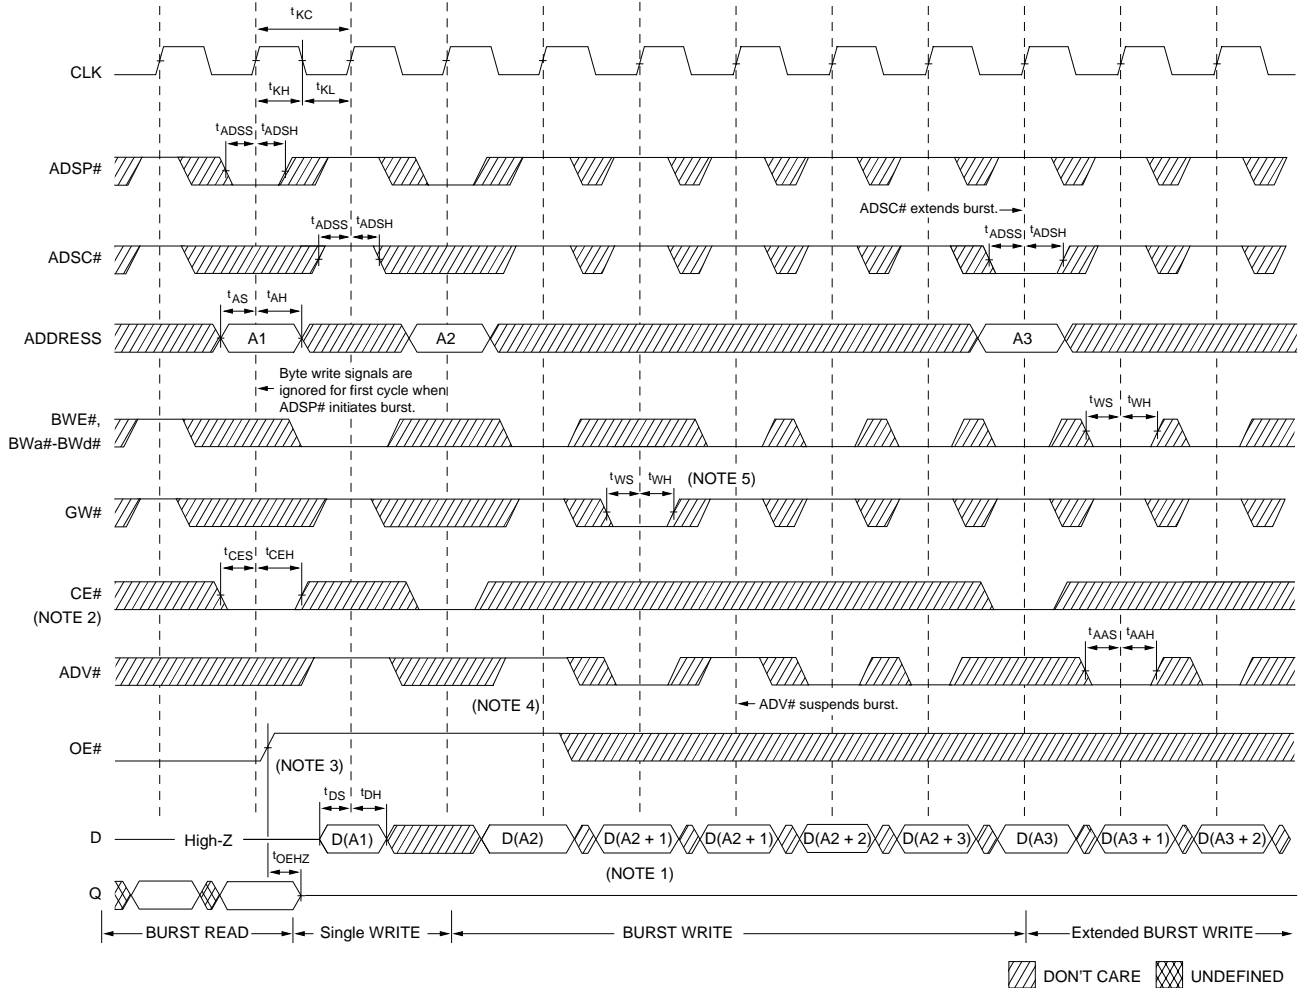 tKC
CLK
tKH
tKL
tADSS
tADSH
ADSP#
ADSC# extends burst.
tADSS
tADSH
tADSS
tADSH
ADSC#
tAS
tAH
ADDRESS
A1
A2
A3
Byte write signals are
ignored for first cycle when
ADSP# initiates burst.
BWE#,
BWa#-BWd#
tWS
tWH
tWS
tWH
(NOTE 5)
GW#
tCES
tCEH
CE#
(NOTE 2)
tAAS
tAAH
ADV#
(NOTE 4)
ADV# suspends burst.
OE#
(NOTE 3)
tDS
tDH
D
High-Z
D(A1)
D(A2)
D(A2 + 1)
D(A2 + 1)
D(A2 + 2)
D(A2 + 3)
D(A3)
D(A3 + 1)
D(A3 + 2)
tOEHZ
(NOTE 1)
Q
BURST READ
Single WRITE
BURST WRITE
Extended BURST WRITE
DON'T CARE
UNDEFINED